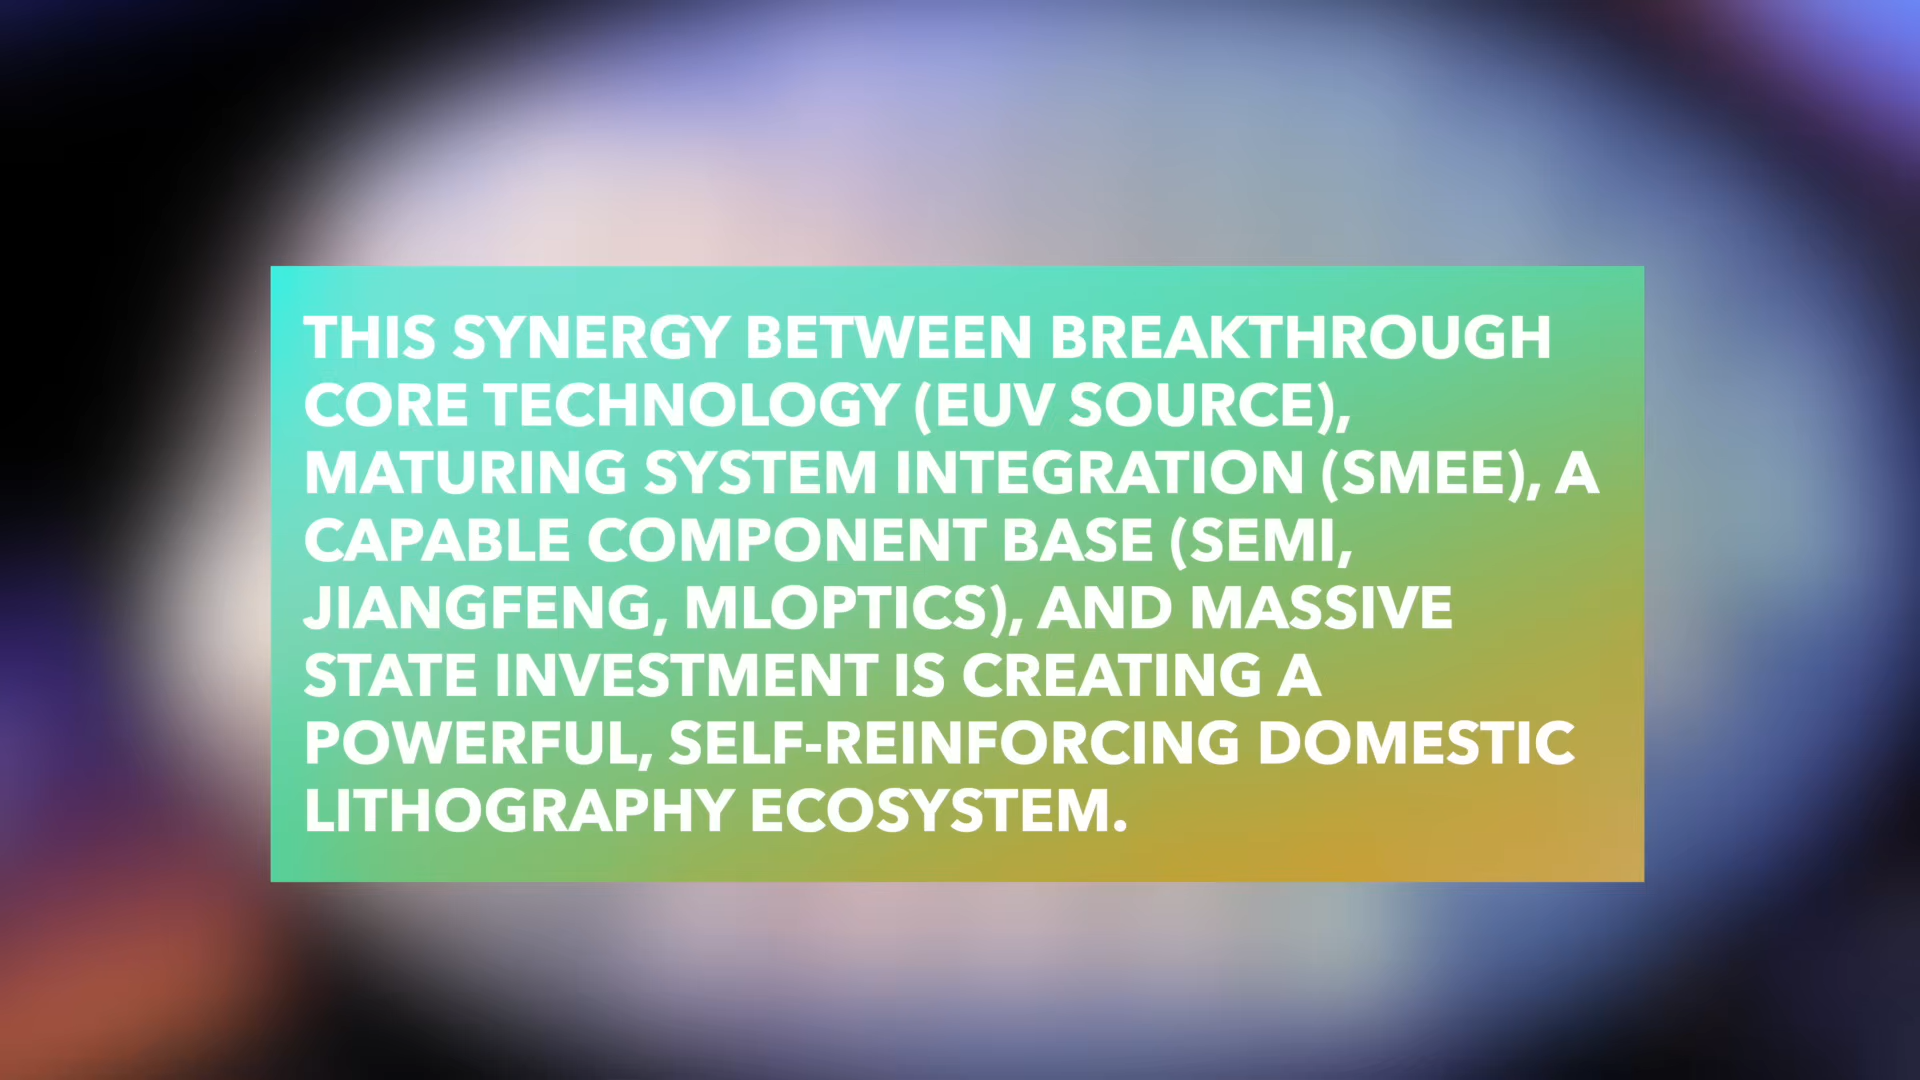 THIS SYNERGY BETWEEN BREAKTHROUGH
CORE TECHNOLOGY (EUV SOURCE),
MATURING SYSTEM INTEGRATION (SMEE), A
CAPABLE COMPONENT BASE (SEMI,
JIANGFENG, MLOPTICS), AND MASSIVE
STATE INVESTMENT IS CREATING A
POWERFUL, SELF-REINFORCING DOMESTIC
LITHOGRAPHY ECOSYSTEM.